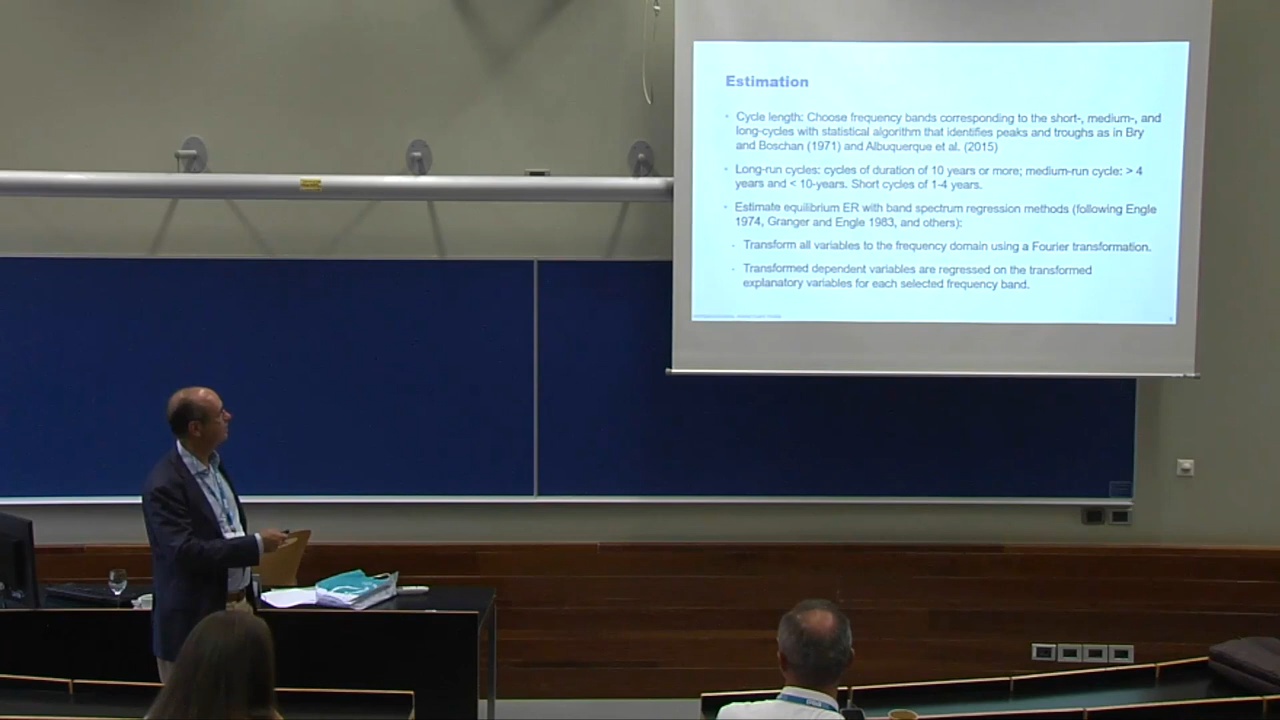 Estimation
Cycle length: Choose frequency bands corresponding to the short-, medium-, and
long-cycles with statistical algorithm that identifies peaks and troughs as in Bry
and Boschan (1971) and Albuquerque et al. (2015)
Long-run cycles: cycles of duration of 10 years or more; medium-run cycle: > 4
years and < 10-years. Short cycles of 1-4 years.
Estimate equilibrium ER with band spectrum regression methods (following Engle
1974, Granger and Engle 1983, and others):
Transform all variables to the frequency domain using a Fourier transformation.
Transformed dependent variables are regressed on the transformed
explanatory variables for each selected frequency band.